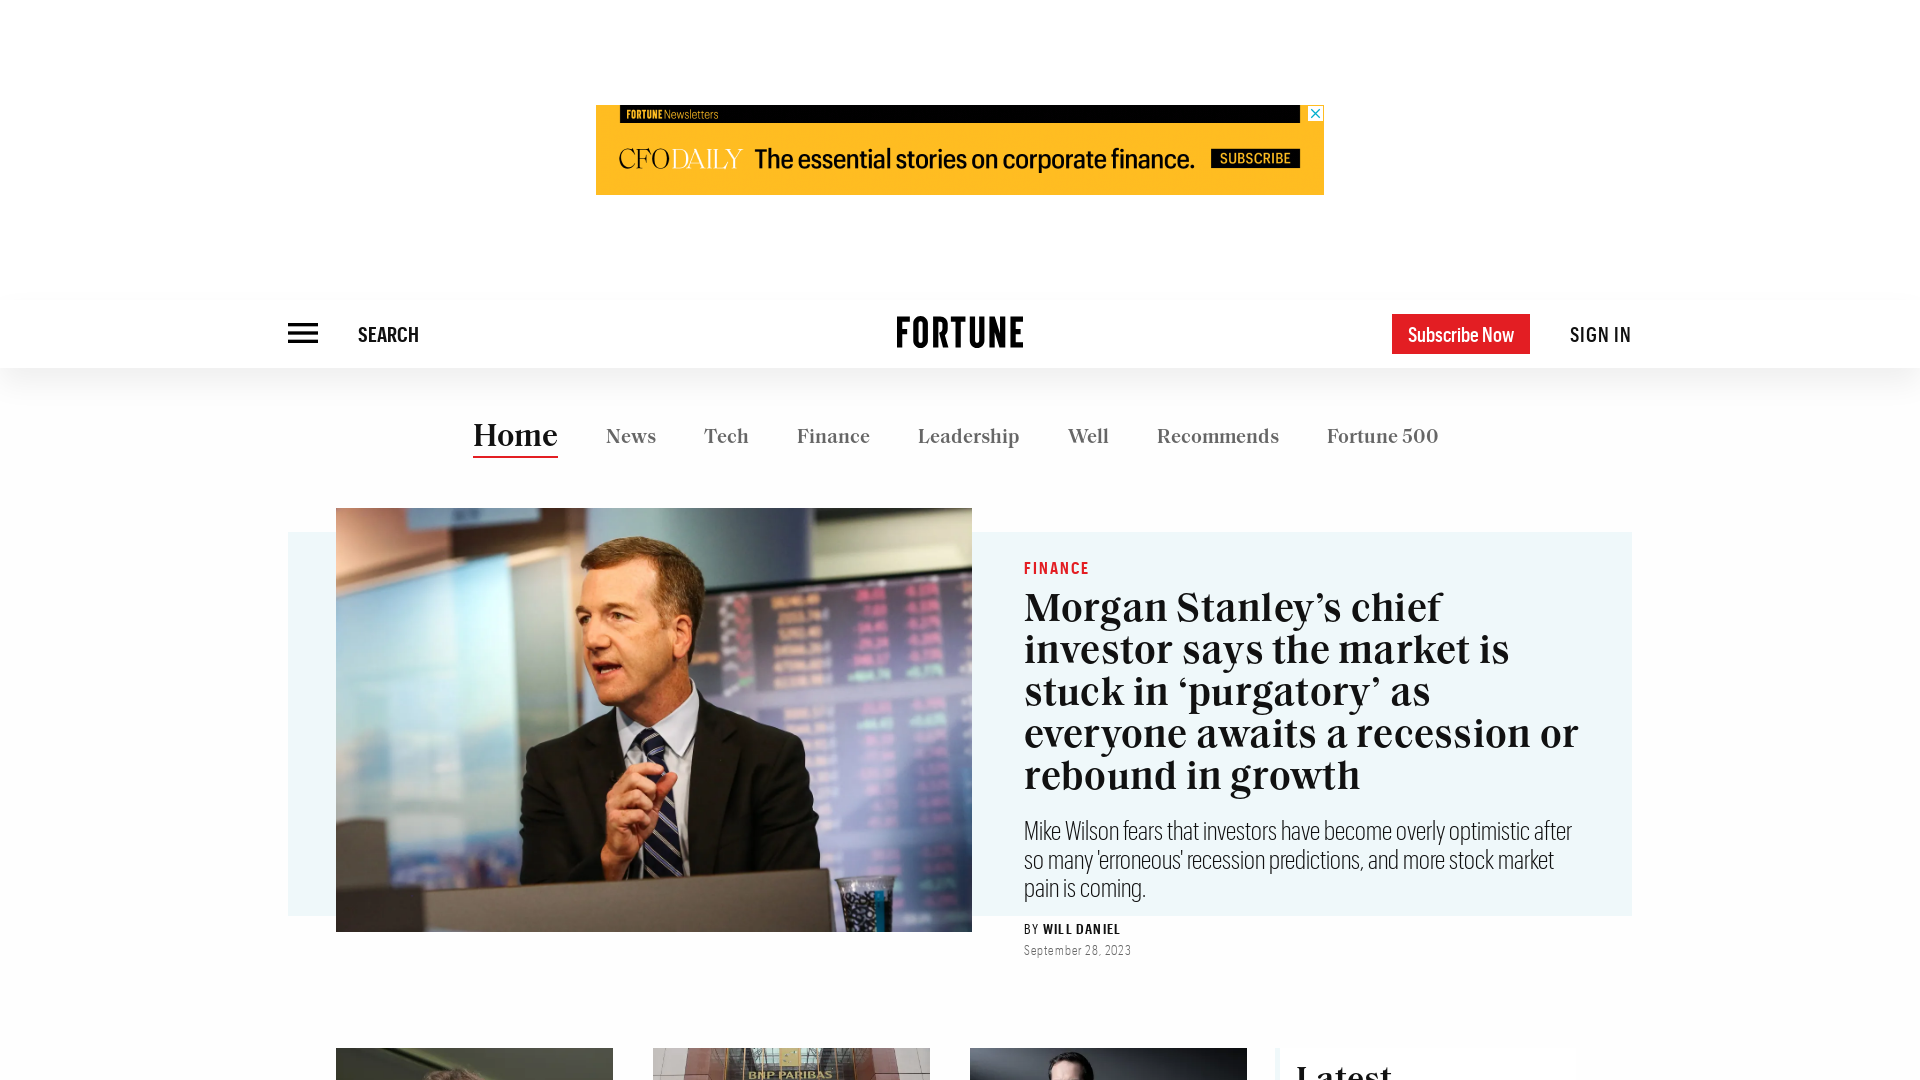 FORTUNE Newsletters
CFO DAILY The essential stories on corporate finance. SUBSCRIBE
SEARCH
FORTUNE
Subscribe Now
SIGN IN
Home
News
Tech
Finance
Leadership
Well
Recommends
Fortune 500
FINANCE
Morgan Stanley’s chief
investor says the market is
stuck in ‘purgatory’ as
everyone awaits a recession or
rebound in growth
Mike Wilson fears that investors have become overly optimistic after
so many 'erroneous' recession predictions, and more stock market
pain is coming.
BY WILL DANIEL
September 28, 2023
BNP PARIBAS
Latest